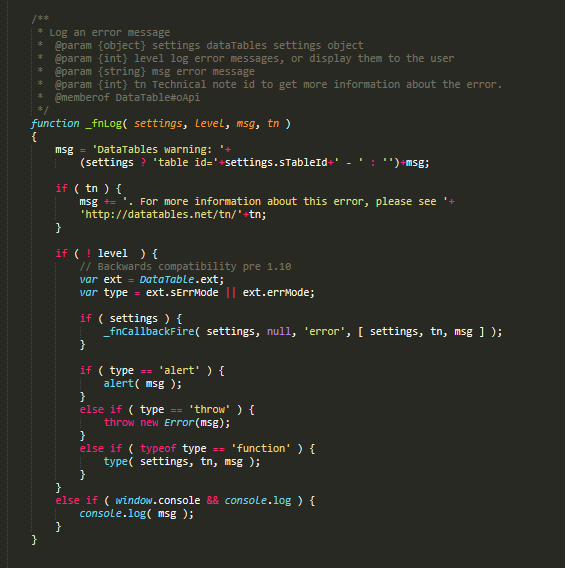 /**
 * Log an error message
 *  @param {object} settings dataTables settings object
 *  @param {int} level log error messages, or display them to the user
 *  @param {string} msg error message
 *  @param {int} tn Technical note id to get more information about the error.
 *  @memberof DataTable#oApi
 */
function _fnLog( settings, level, msg, tn )
{
    msg = 'DataTables warning: '+
        (settings ? 'table id='+settings.sTableId+' - ' : '')+msg;

    if ( tn ) {
        msg += '. For more information about this error, please see '+
        'http://datatables.net/tn/'+tn;
    }

    if ( ! level  ) {
        // Backwards compatibility pre 1.10
        var ext = DataTable.ext;
        var type = ext.sErrMode || ext.errMode;

        if ( settings ) {
            _fnCallbackFire( settings, null, 'error', [ settings, tn, msg ] );
        }

        if ( type == 'alert' ) {
            alert( msg );
        }
        else if ( type == 'throw' ) {
            throw new Error(msg);
        }
        else if ( typeof type == 'function' ) {
            type( settings, tn, msg );
        }
    }
    else if ( window.console && console.log ) {
        console.log( msg );
    }
}